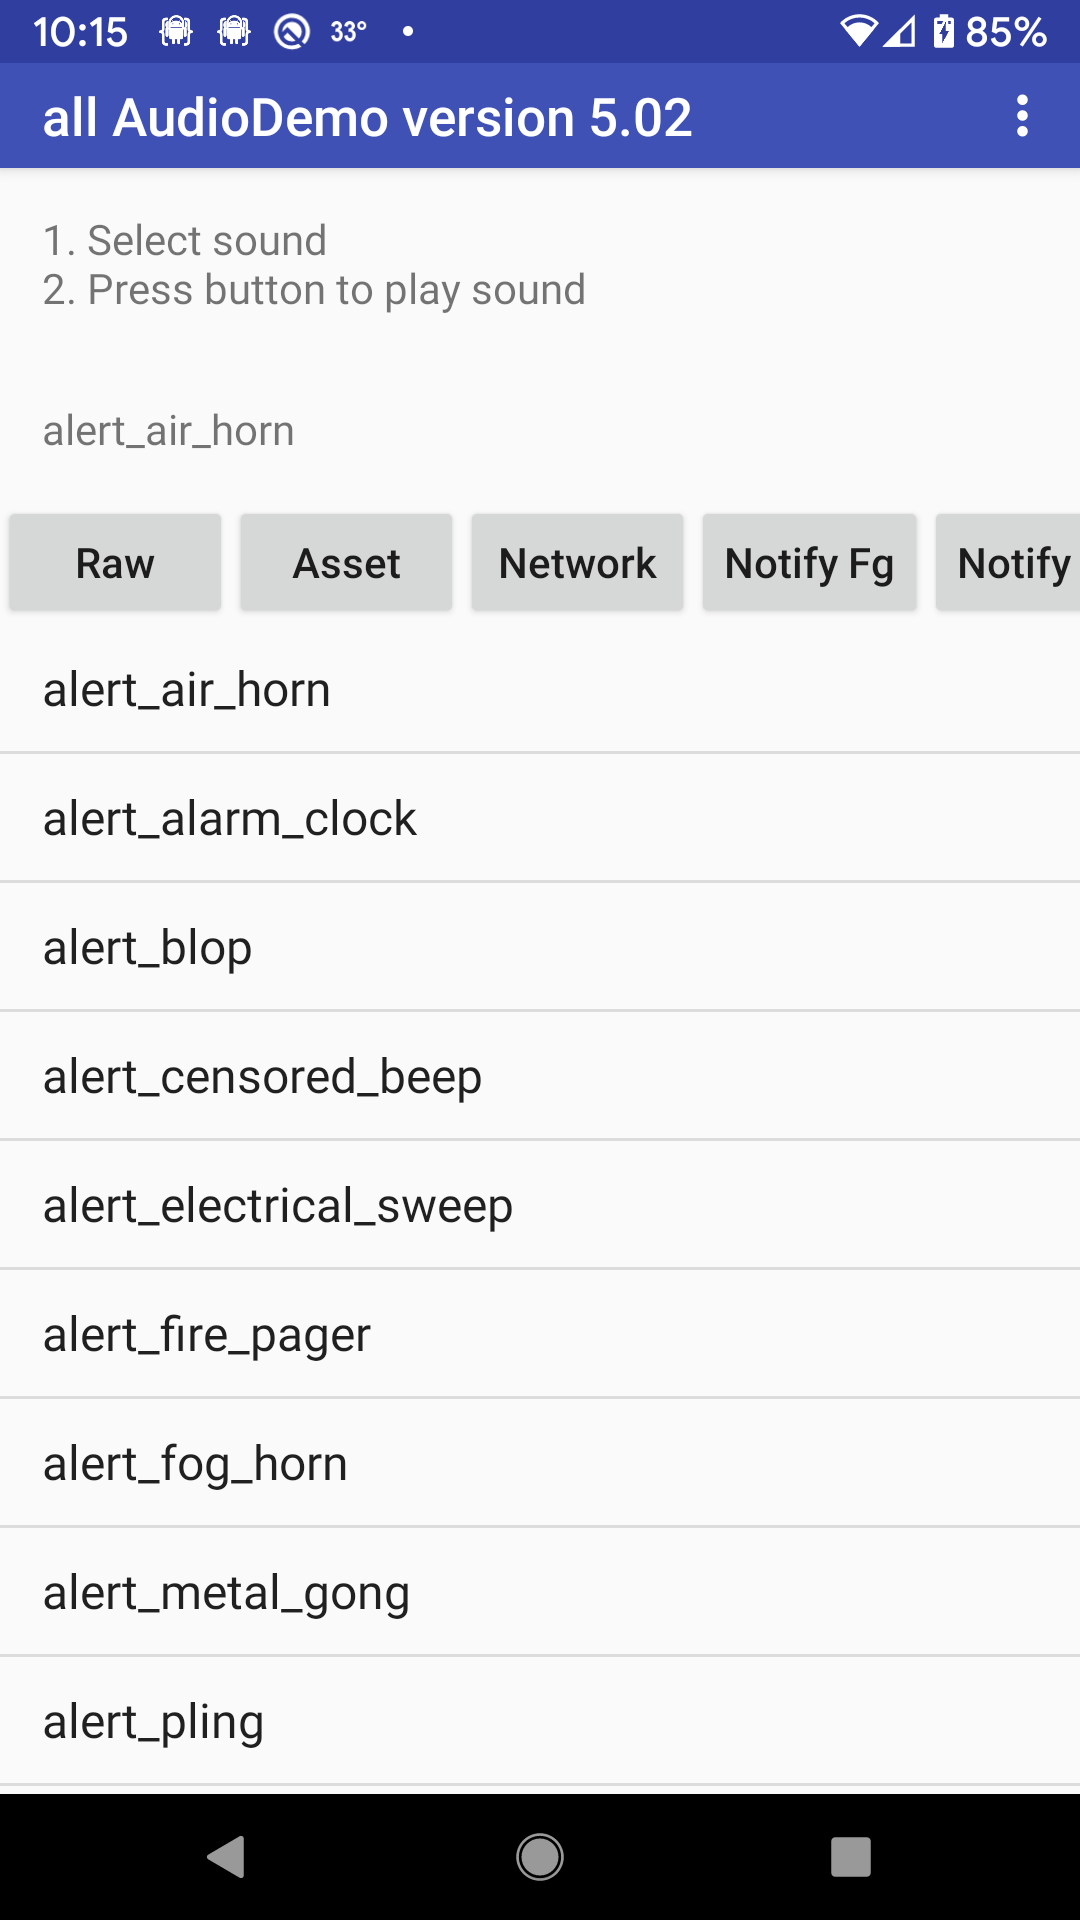 10:15 33° 85%
all AudioDemo version 5.02
1. Select sound
2. Press button to play sound
alert_air_horn
Raw Asset Network Notify Fg Notify
alert_air_horn
alert_alarm_clock
alert_blop
alert_censored_beep
alert_electrical_sweep
alert_fire_pager
alert_fog_horn
alert_metal_gong
alert_pling